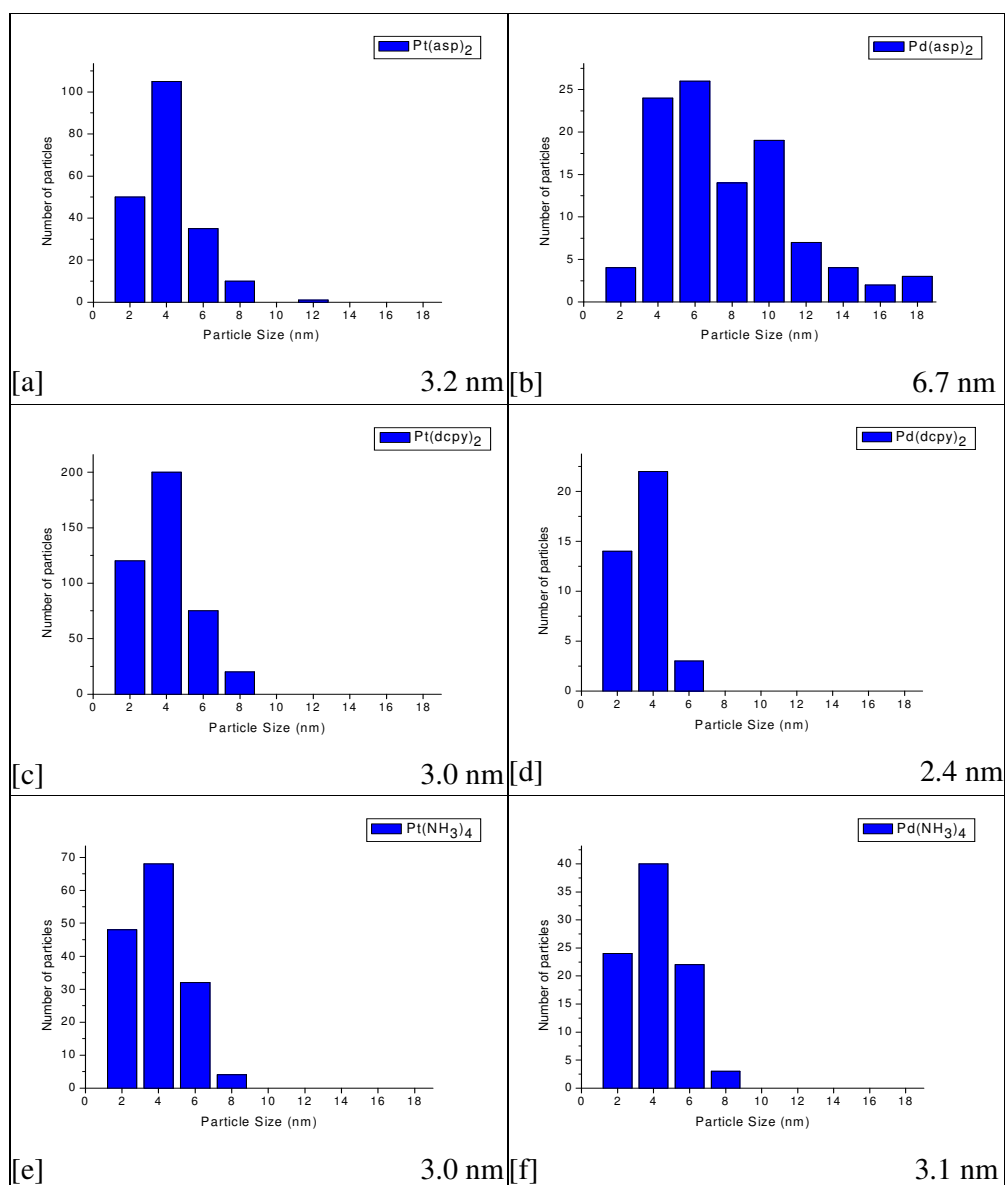 Pt(asp)2
100
80
60
40
20
0
Number of particles
0 2 4 6 8 10 12 14 16 18
Particle Size (nm)
[a] 3.2 nm
Pd(asp)2
25
20
15
10
5
0
Number of particles
0 2 4 6 8 10 12 14 16 18
Particle Size (nm)
[b] 6.7 nm
Pt(dcpy)2
200
150
100
50
0
Number of particles
0 2 4 6 8 10 12 14 16 18
Particle Size (nm)
[c] 3.0 nm
Pd(dcpy)2
20
15
10
5
0
Number of particles
0 2 4 6 8 10 12 14 16 18
Particle Size (nm)
[d] 2.4 nm
Pt(NH3)4
70
60
50
40
30
20
10
0
Number of particles
0 2 4 6 8 10 12 14 16 18
Particle Size (nm)
[e] 3.0 nm
Pd(NH3)4
40
35
30
25
20
15
10
5
0
Number of particles
0 2 4 6 8 10 12 14 16 18
Particle Size (nm)
[f] 3.1 nm